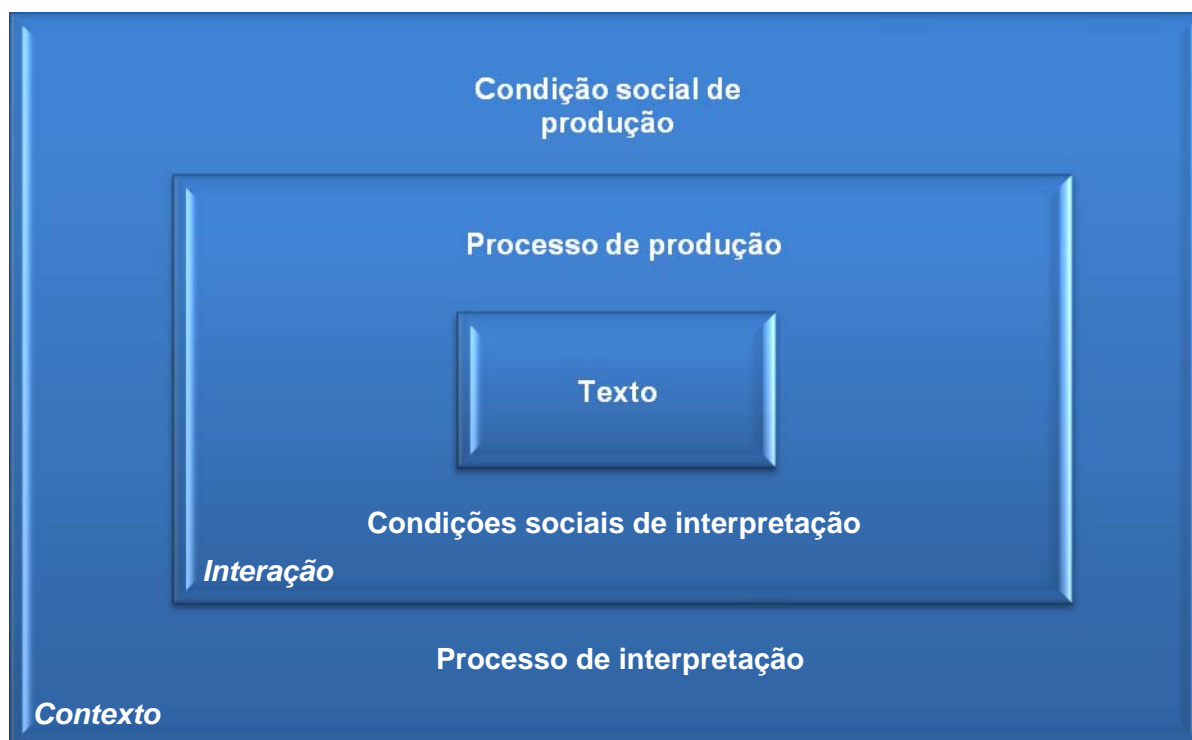 Condição social de
produção
Processo de produção
Texto
Condições sociais de interpretação
Interação
Processo de interpretação
Contexto